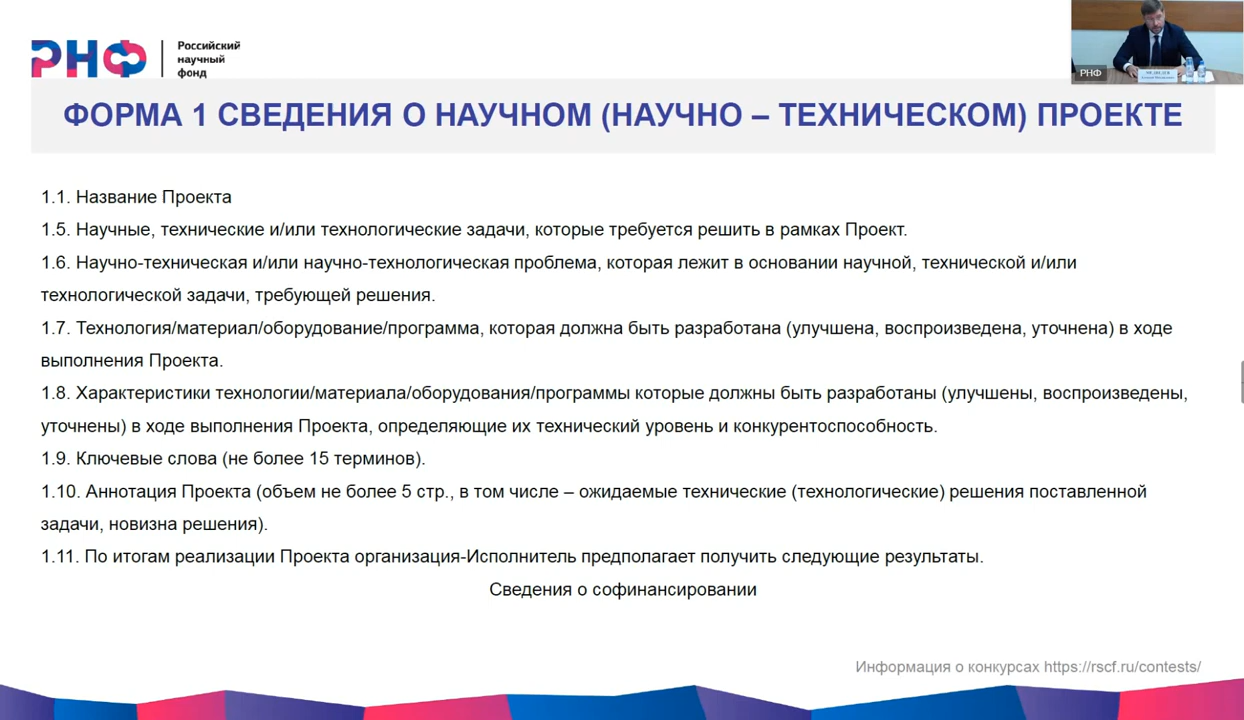 РНФ
Российский
научный
фонд
РНФ
ФОРМА 1 СВЕДЕНИЯ О НАУЧНОМ (НАУЧНО – ТЕХНИЧЕСКОМ) ПРОЕКТЕ
1.1. Название Проекта
1.5. Научные, технические и/или технологические задачи, которые требуется решить в рамках Проект.
1.6. Научно-техническая и/или научно-технологическая проблема, которая лежит в основании научной, технической и/или
технологической задачи, требующей решения.
1.7. Технология/материал/оборудование/программа, которая должна быть разработана (улучшена, воспроизведена, уточнена) в ходе
выполнения Проекта.
1.8. Характеристики технологии/материала/оборудования/программы которые должны быть разработаны (улучшены, воспроизведены,
уточнены) в ходе выполнения Проекта, определяющие их технический уровень и конкурентоспособность.
1.9. Ключевые слова (не более 15 терминов).
1.10. Аннотация Проекта (объем не более 5 стр., в том числе – ожидаемые технические (технологические) решения поставленной
задачи, новизна решения).
1.11. По итогам реализации Проекта организация-Исполнитель предполагает получить следующие результаты.
Сведения о софинансировании
Информация о конкурсах https://rscf.ru/contests/